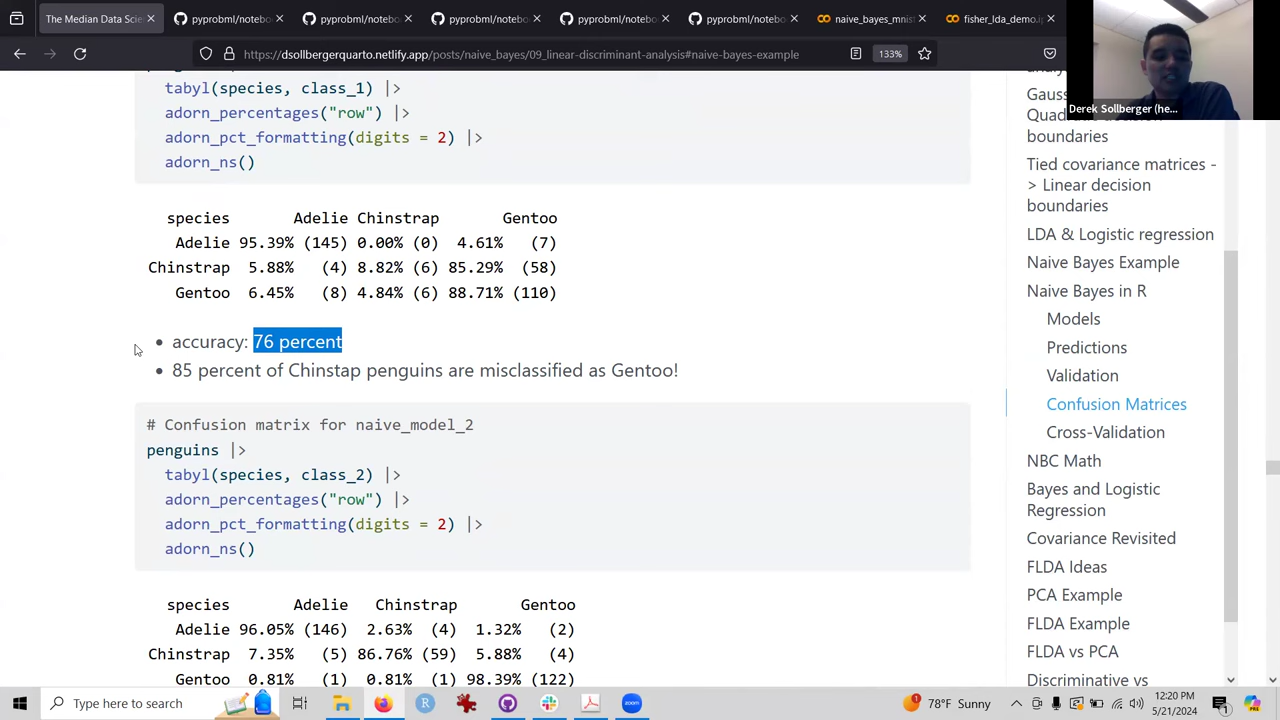 The Median Data Scie
pyprobml/notebo
pyprobml/notebo
pyprobml/notebo
pyprobml/notebo
pyprobml/notebo
naive_bayes_mnis
fisher_lda_demo.ip
https://dsollbergerquarto.netlify.app/posts/naive_bayes/09_linear-discriminant-analysis#naive-bayes-example
133%
Derek Sollberger (he...
tabyl(species, class_1) |>
adorn_percentages("row") |>
adorn_pct_formatting(digits = 2) |>
adorn_ns()
species Adelie Chinstrap Gentoo
Adelie 95.39% (145) 0.00% (0) 4.61% (7)
Chinstrap 5.88% (4) 8.82% (6) 85.29% (58)
Gentoo 6.45% (8) 4.84% (6) 88.71% (110)
• accuracy: 76 percent
• 85 percent of Chinstap penguins are misclassified as Gentoo!
# Confusion matrix for naive_model_2
penguins |>
tabyl(species, class_2) |>
adorn_percentages("row") |>
adorn_pct_formatting(digits = 2) |>
adorn_ns()
species Adelie Chinstrap Gentoo
Adelie 96.05% (146) 2.63% (4) 1.32% (2)
Chinstrap 7.35% (5) 86.76% (59) 5.88% (4)
Gentoo 0.81% (1) 0.81% (1) 98.39% (122)
Gauss
Quadratic decision
boundaries
Tied covariance matrices -
> Linear decision
boundaries
LDA & Logistic regression
Naive Bayes Example
Naive Bayes in R
Models
Predictions
Validation
Confusion Matrices
Cross-Validation
NBC Math
Bayes and Logistic
Regression
Covariance Revisited
FLDA Ideas
PCA Example
FLDA Example
FLDA vs PCA
Discriminative vs
Type here to search
78°F Sunny
12:20 PM
5/21/2024